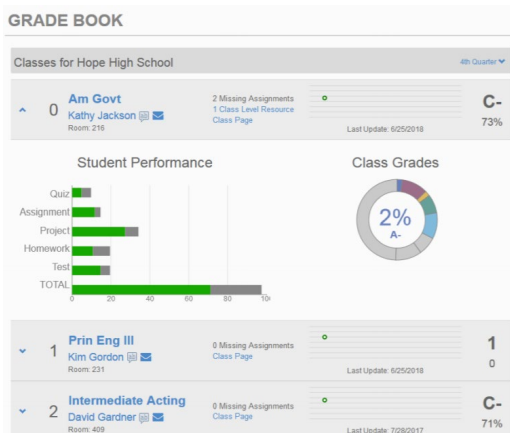 GRADE BOOK
Classes for Hope High School
4th Quarter
0
Am Govt
Kathy Jackson
Room: 216
2 Missing Assignments
1 Class Level Resource
Class Page
Last Update: 6/25/2018
C-
73%
Student Performance
Quiz
Assignment
Project
Homework
Test
TOTAL
0 20 40 60 80 10
Class Grades
2%
A-
1
Prin Eng III
Kim Gordon
Room: 231
0 Missing Assignments
Class Page
Last Update: 6/25/2018
1
0
2
Intermediate Acting
David Gardner
Room: 409
0 Missing Assignments
Class Page
Last Update: 7/28/2017
C-
71%